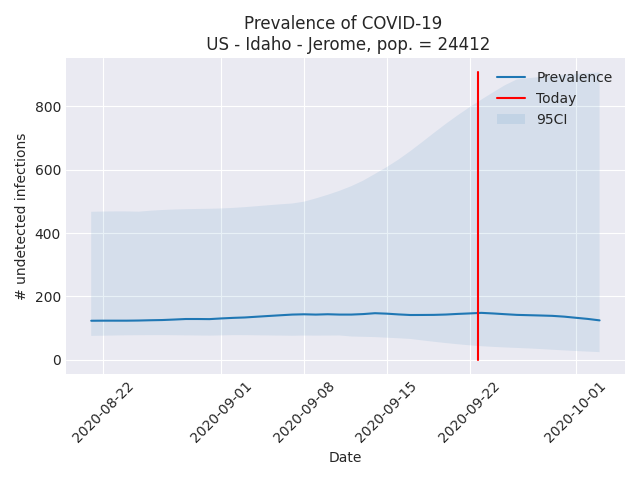 Prevalence of COVID-19
US - Idaho - Jerome, pop. = 24412
Prevalence
Today
95CI
800
600
400
200
0
# undetected infections
2020-08-22
2020-09-01
2020-09-08
2020-09-15
2020-09-22
2020-10-01
Date